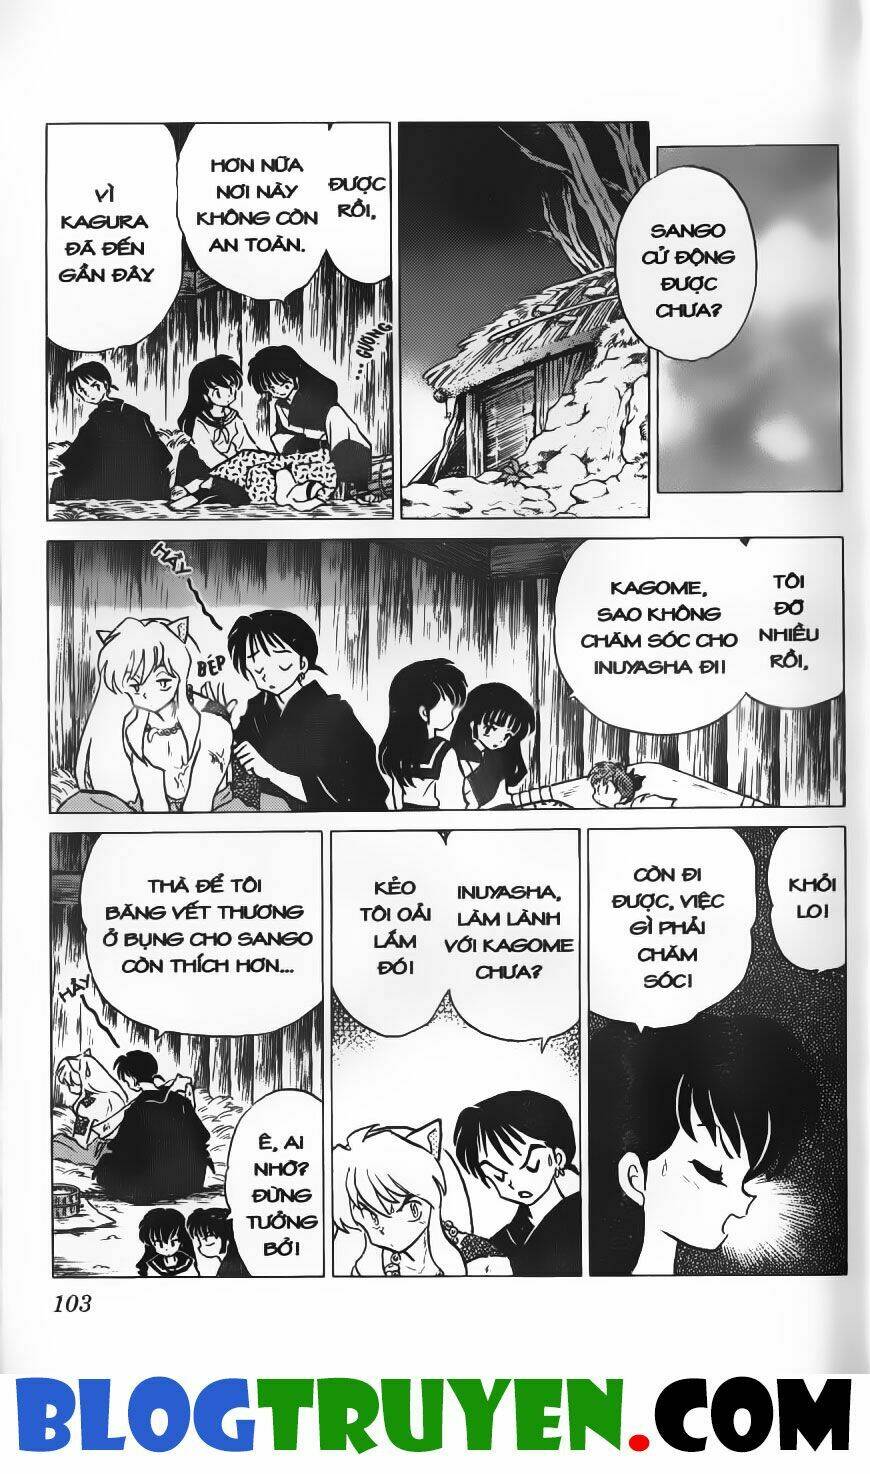 SANGO
CỬ ĐỘNG
ĐƯỢC
CHƯA?
ĐƯỢC
RỒI,
HƠN NỮA
NƠI NÀY
KHÔNG CÒN
AN TOÀN.
VÌ
KAGURA
ĐÃ ĐẾN
GẦN ĐÂY.
... GƯỢNG
TÔI
ĐỠ
NHIỀU
RỒI,
KAGOME,
SAO KHÔNG
CHĂM SÓC CHO
INUYASHA ĐI!
HẦY
BÉP
KHỎI
LO!
CÒN ĐI
ĐƯỢC, VIỆC
GÌ PHẢI
CHĂM
SÓC!
INUYASHA,
LÀM LÀNH
VỚI KAGOME
CHƯA?
KẺO
TÔI OẢI
LẮM
ĐÓ!
THÀ ĐỂ TÔI
BĂNG VẾT THƯƠNG
Ở BỤNG CHO SANGO
CÒN THÍCH HƠN...
HẦY
Ê, AI
NHỜ?
ĐỪNG
TƯỞNG
BỞ!
103
BLOGTRUYEN.COM